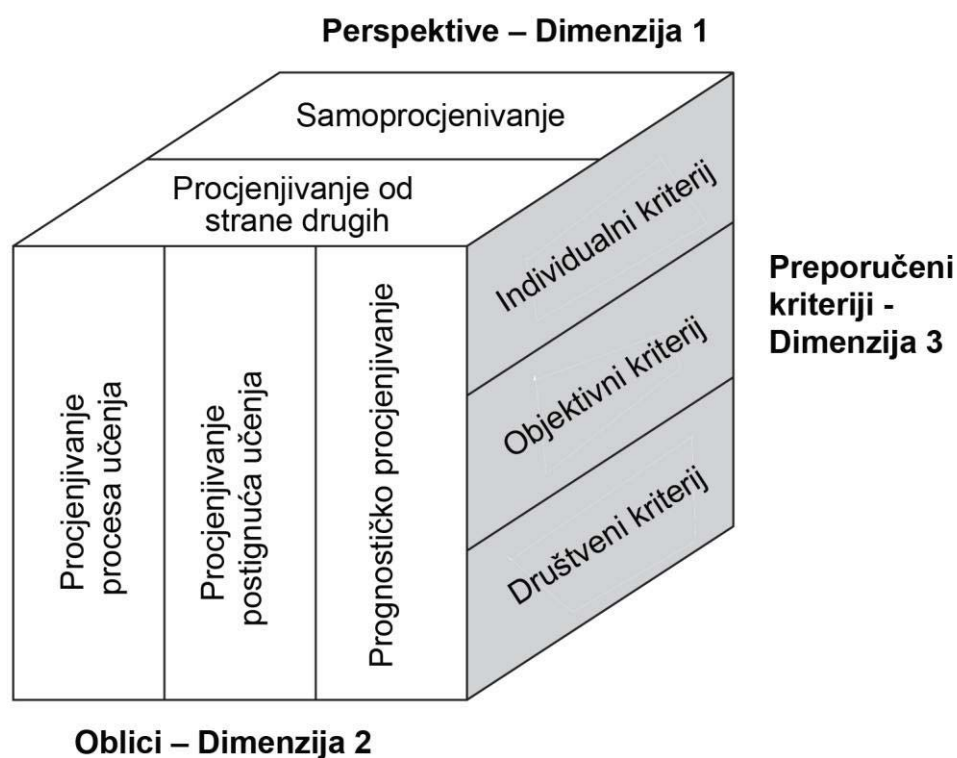 Perspektive – Dimenzija 1
Samoprocjenivanje
Procjenjivanje od
strane drugih
Individualni kriterij
Objektivni kriterij
Društveni kriterij
Preporučeni
kriteriji -
Dimenzija 3
Procjenjivanje
procesa učenja
Procjenjivanje
postignuća učenja
Prognostičko procjenjivanje
Oblici – Dimenzija 2